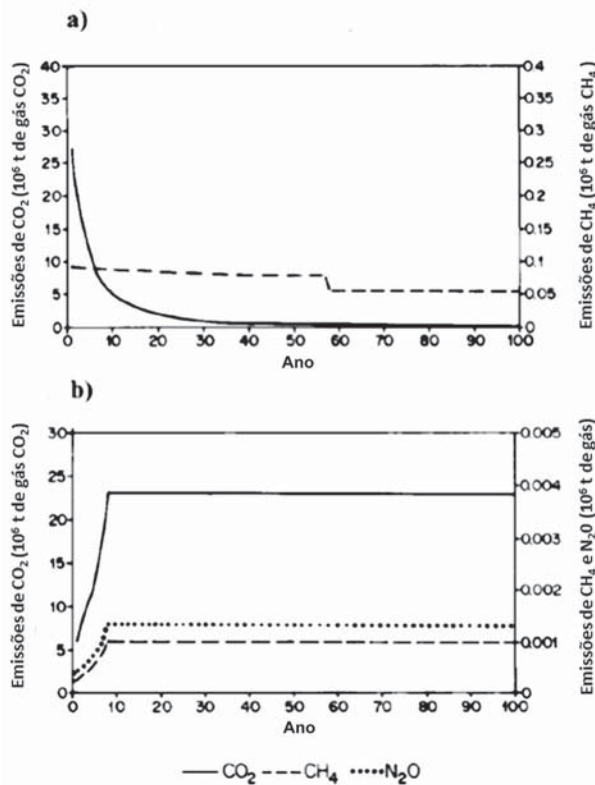 a)
Emissões de CO₂ (10⁶ t de gás CO₂)
40
35
30
25
20
15
10
5
0
0 10 20 30 40 50 60 70 80 90 100
Ano
0.4
0.35
0.3
0.25
0.2
0.15
0.1
0.05
0
Emissões de CH₄ (10⁶ t de gás CH₄)
b)
Emissões de CO₂ (10⁶ t de gás CO₂)
30
25
20
15
10
5
0
0 10 20 30 40 50 60 70 80 90 100
Ano
0.005
0.004
0.003
0.002
0.001
0
Emissões de CH₄ e N₂0 (10⁶ t de gás)
CO₂ CH₄ N₂O